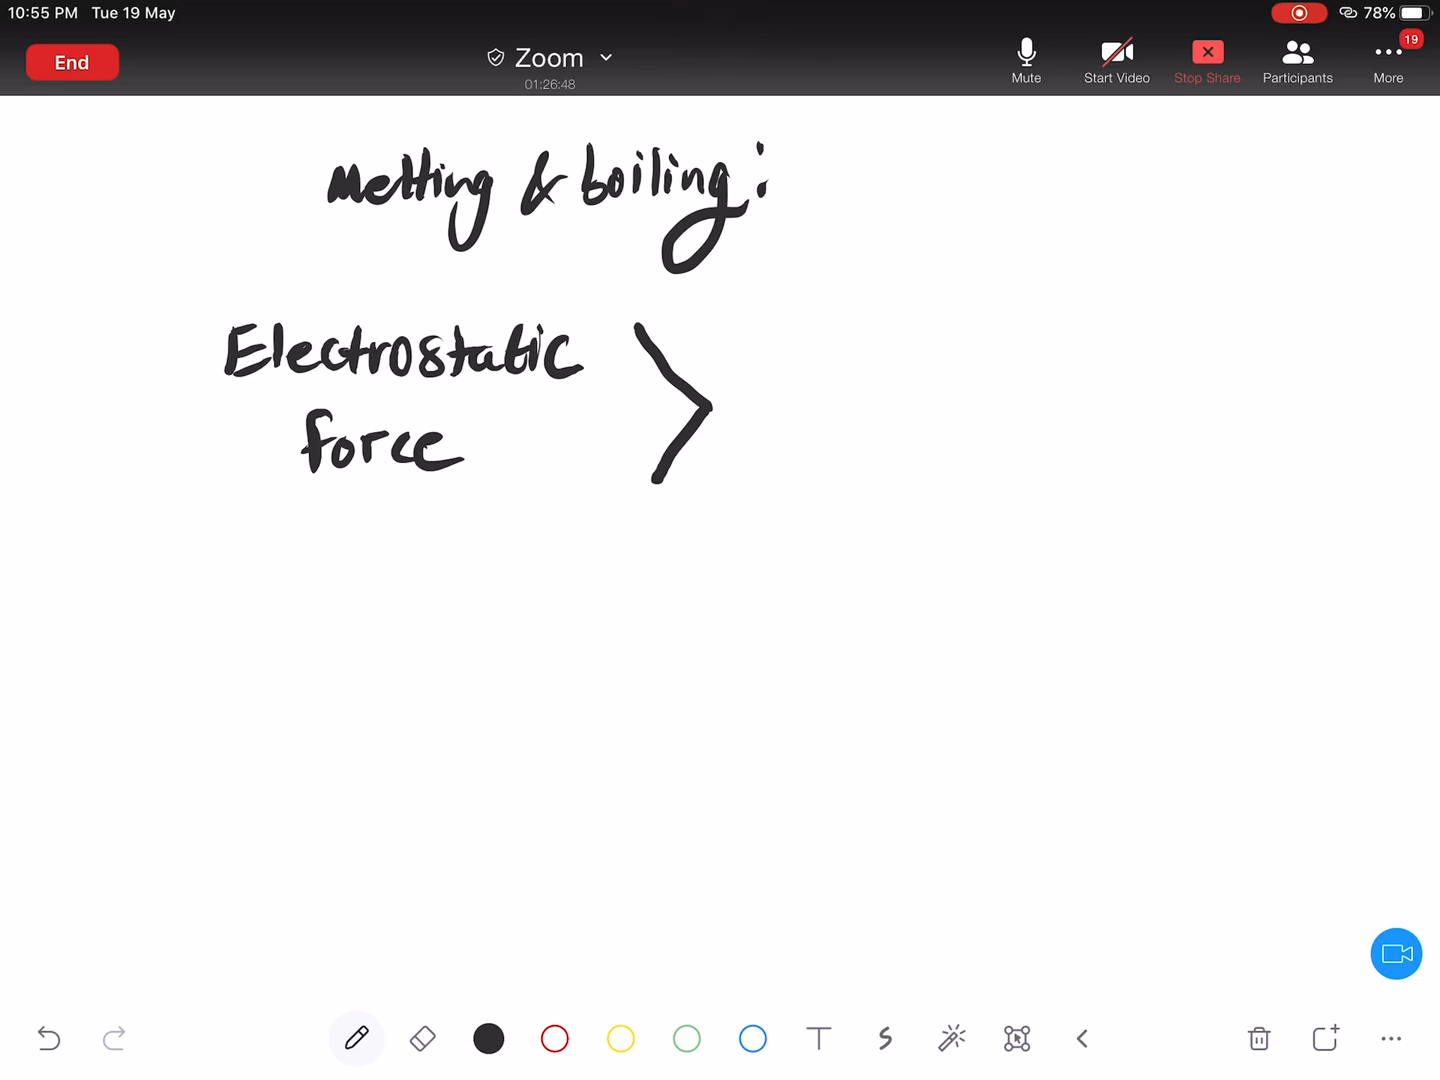 10:55 PM Tue 19 May
78%
End
Zoom
01:26:48
Mute
Start Video
Stop Share
Participants
19
More
Melting & boiling:
Electrostatic >
force
T